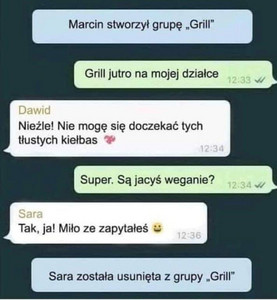 Marcin stworzył grupę „Grill"
Grill jutro na mojej działce
12:33
Dawid
Nieźle! Nie mogę się doczekać tych
tłustych kiełbas 💖
12:34
Super. Są jacyś weganie?
12:34
Sara
Tak, ja! Miło ze zapytałeś 😀
12:36
Sara została usunięta z grupy „Grill"